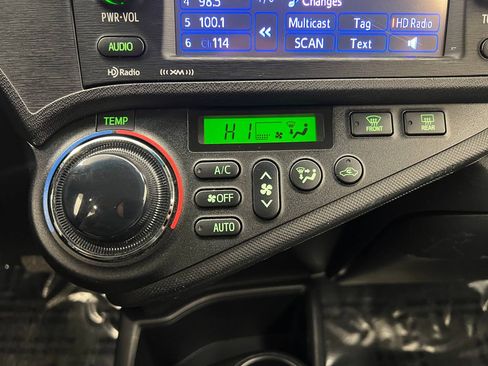 4 98.5
Changes
PWR-VOL
5 100.1
Multicast Tag HD Radio
AUDIO
6 C 114 SCAN Text
HD Radio ((XM))
TEMP
HI
FRONT
REAR
A/C
OFF
AUTO